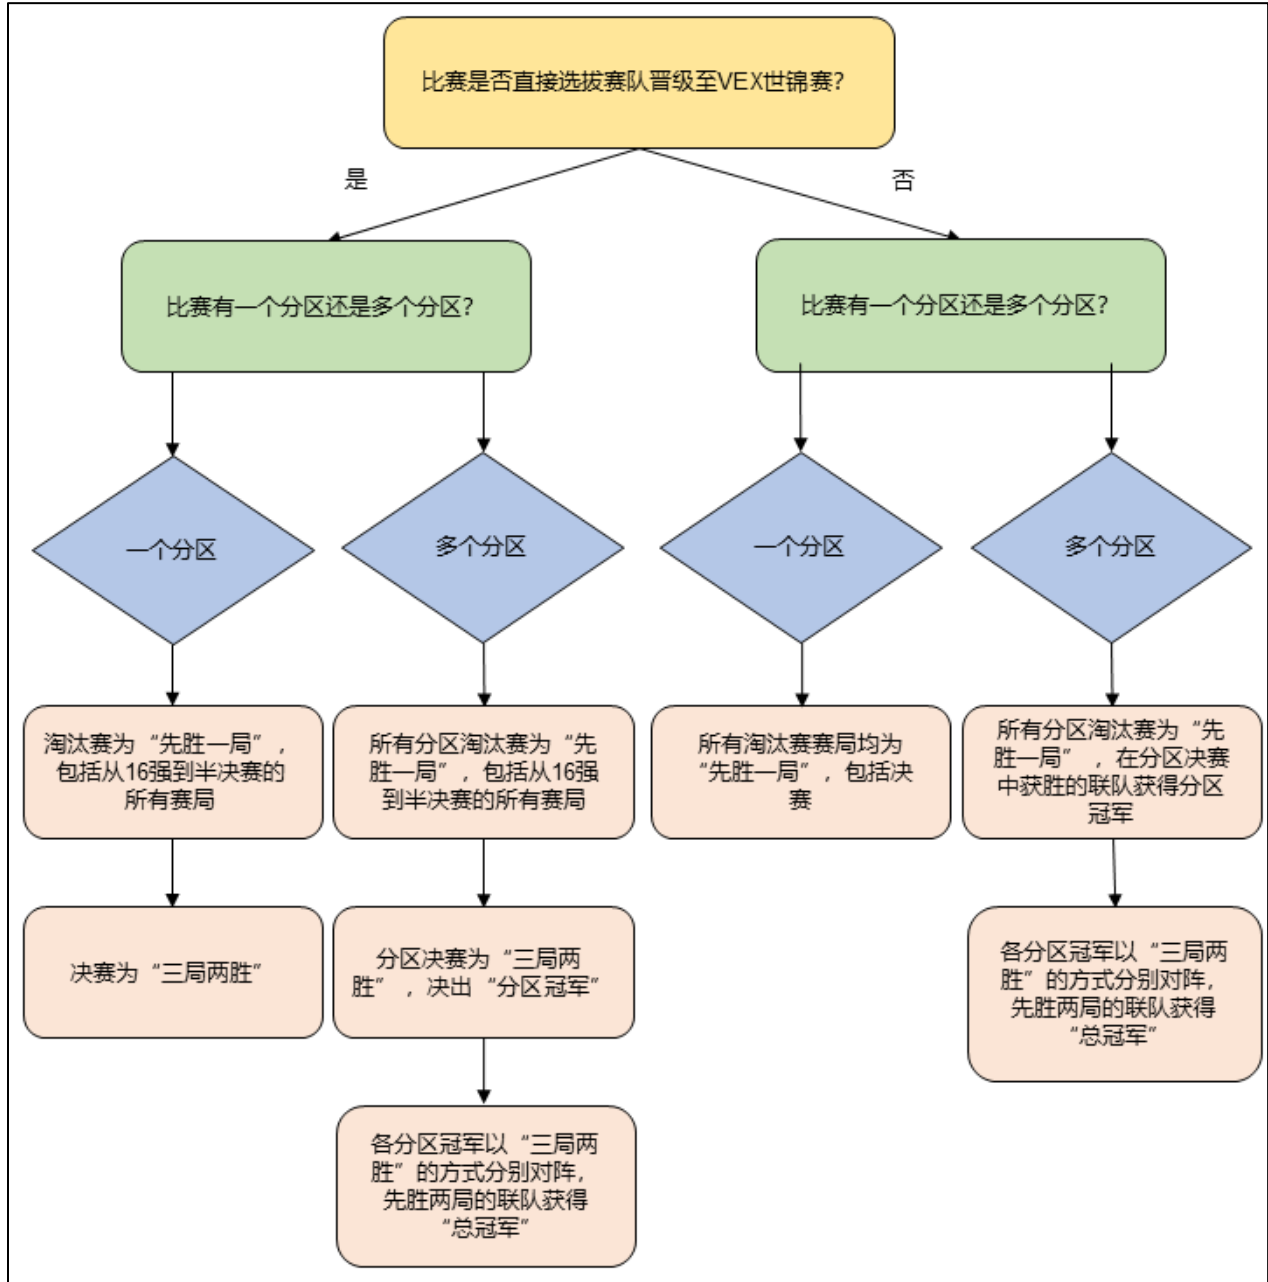 比赛是否直接选拔赛队晋级至VEX世锦赛？
是
否
比赛有一个分区还是多个分区？
比赛有一个分区还是多个分区？
一个分区
多个分区
一个分区
多个分区
淘汰赛为“先胜一局”，
包括从16强到半决赛的
所有赛局
所有分区淘汰赛为“先
胜一局”，包括从16强
到半决赛的所有赛局
所有淘汰赛赛局均为
“先胜一局”，包括决
赛
所有分区淘汰赛为“先
胜一局”，在分区决赛
中获胜的联队获得分区
冠军
决赛为“三局两胜”
分区决赛为“三局两
胜”，决出“分区冠军”
各分区冠军以“三局两
胜”的方式分别对阵，
先胜两局的联队获得
“总冠军”
各分区冠军以“三局两
胜”的方式分别对阵，
先胜两局的联队获得
“总冠军”